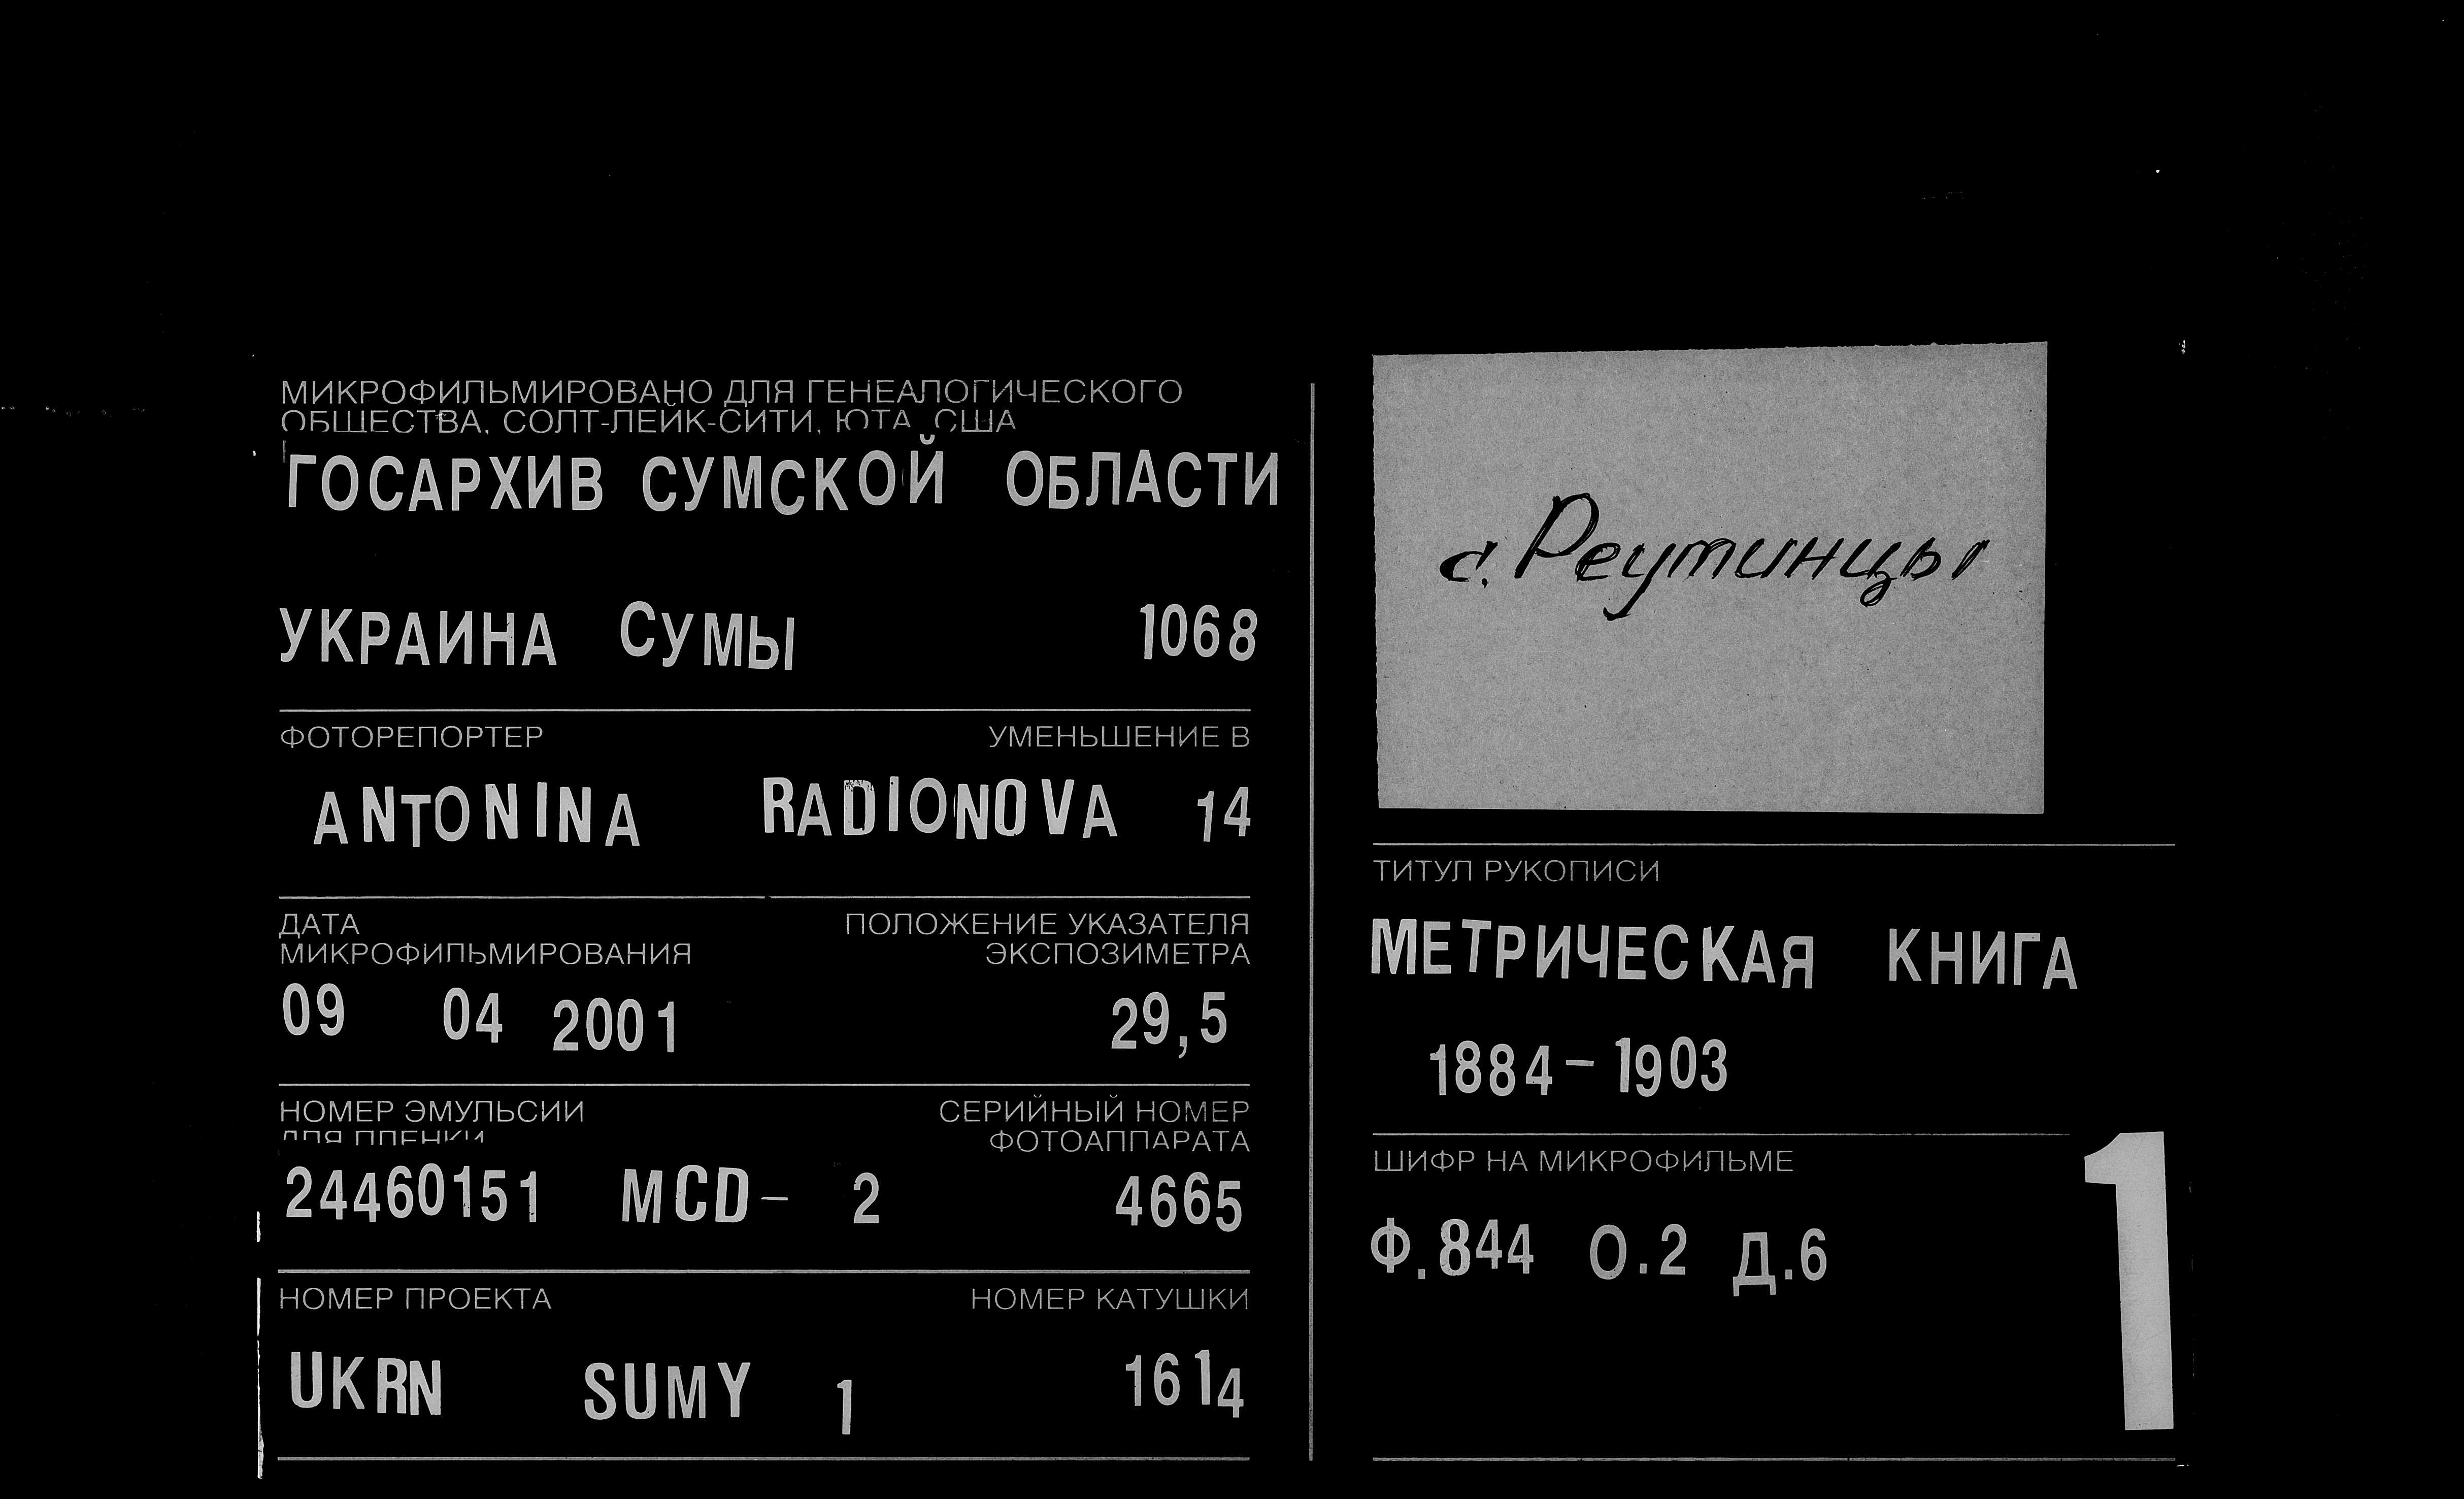 МИКРОФИЛЬМИРОВАНО ДЛЯ ГЕНЕАЛОГИЧЕСКОГО
ОБЩЕСТВА, СОЛТ-ЛЕЙК-СИТИ, ЮТА, США
ГОСАРХИВ СУМСКОЙ ОБЛАСТИ
УКРАИНА СУМЫ 1068
ФОТОРЕПОРТЕР УМЕНЬШЕНИЕ В
ANTONINA RADIONOVA 14
ДАТА ПОЛОЖЕНИЕ УКАЗАТЕЛЯ
МИКРОФИЛЬМИРОВАНИЯ ЭКСПОЗИМЕТРА
09 04 2001 29,5
НОМЕР ЭМУЛЬСИИ СЕРИЙНЫЙ НОМЕР
ДЛЯ ПЛЕНКИ ФОТОАППАРАТА
24460151 MCD- 2 4665
НОМЕР ПРОЕКТА НОМЕР КАТУШКИ
UKRN SUMY 1 1614
с. Реутинцы
ТИТУЛ РУКОПИСИ
МЕТРИЧЕСКАЯ КНИГА
1884-1903
ШИФР НА МИКРОФИЛЬМЕ
Ф.844 О.2 Д.6
1